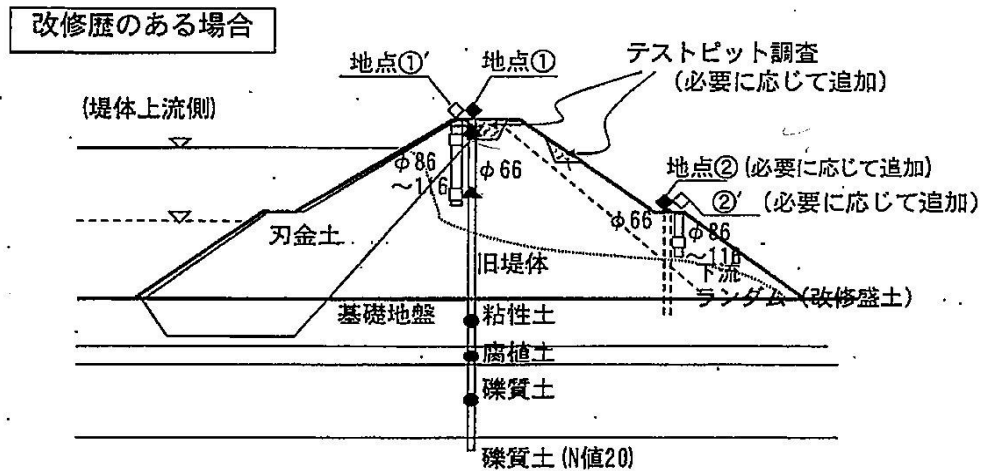 改修歴のある場合
テストピット調査
(必要に応じて追加)
地点①′
地点①
(堤体上流側)
φ86
～116
φ66
地点② (必要に応じて追加)
②′ (必要に応じて追加)
φ66
φ86
～116
刃金土
旧堤体
下流
ランダム (改修盛土)
基礎地盤
粘性土
腐植土
礫質土
礫質土 (N値20)